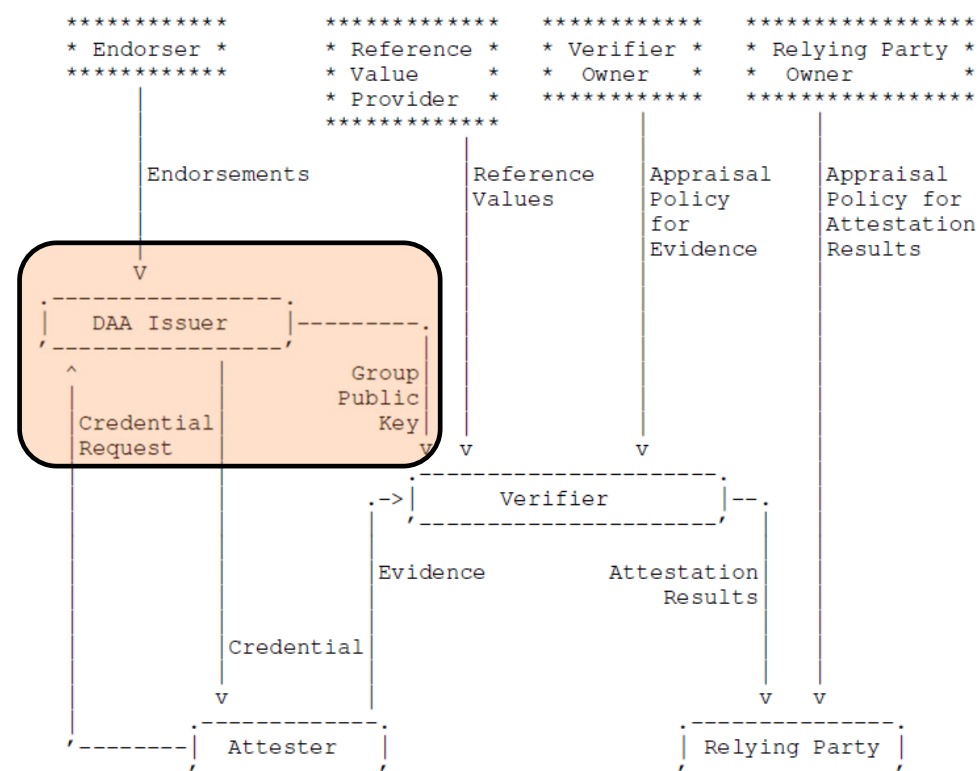 ************ ************* ************ *****************
* Endorser * * Reference * * Verifier * * Relying Party *
************ * Value * * Owner * * Owner *
* Provider * ************ *****************
*************
Endorsements Reference Appraisal Appraisal
Values Policy Policy for
for Attestation
Evidence Results
V
.-----------------.
| DAA Issuer |---------.
'-----------------'
^ Group
Public
Credential Key
Request v v v
.----------------------.
.->| Verifier |--.
'----------------------'
Evidence Attestation
Results
Credential
v v v
.-------------. .---------------.
'--------| Attester | | Relying Party |